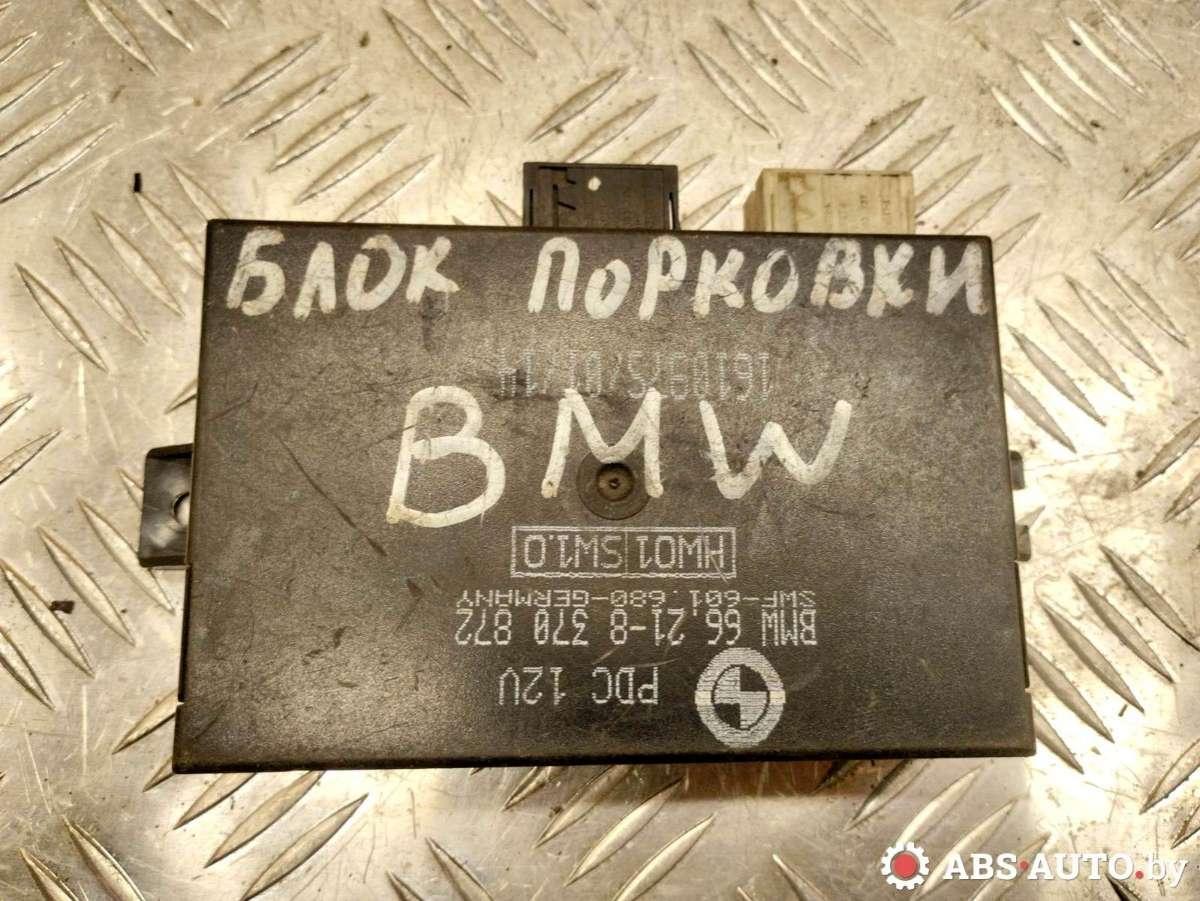 БЛОК ПОРКОВКИ
BMW
PDC 12V
BMW 66.21-8 370 872
SWF-601.680-GERMANY
HW01 SW1.0
ABS-AUTO.by